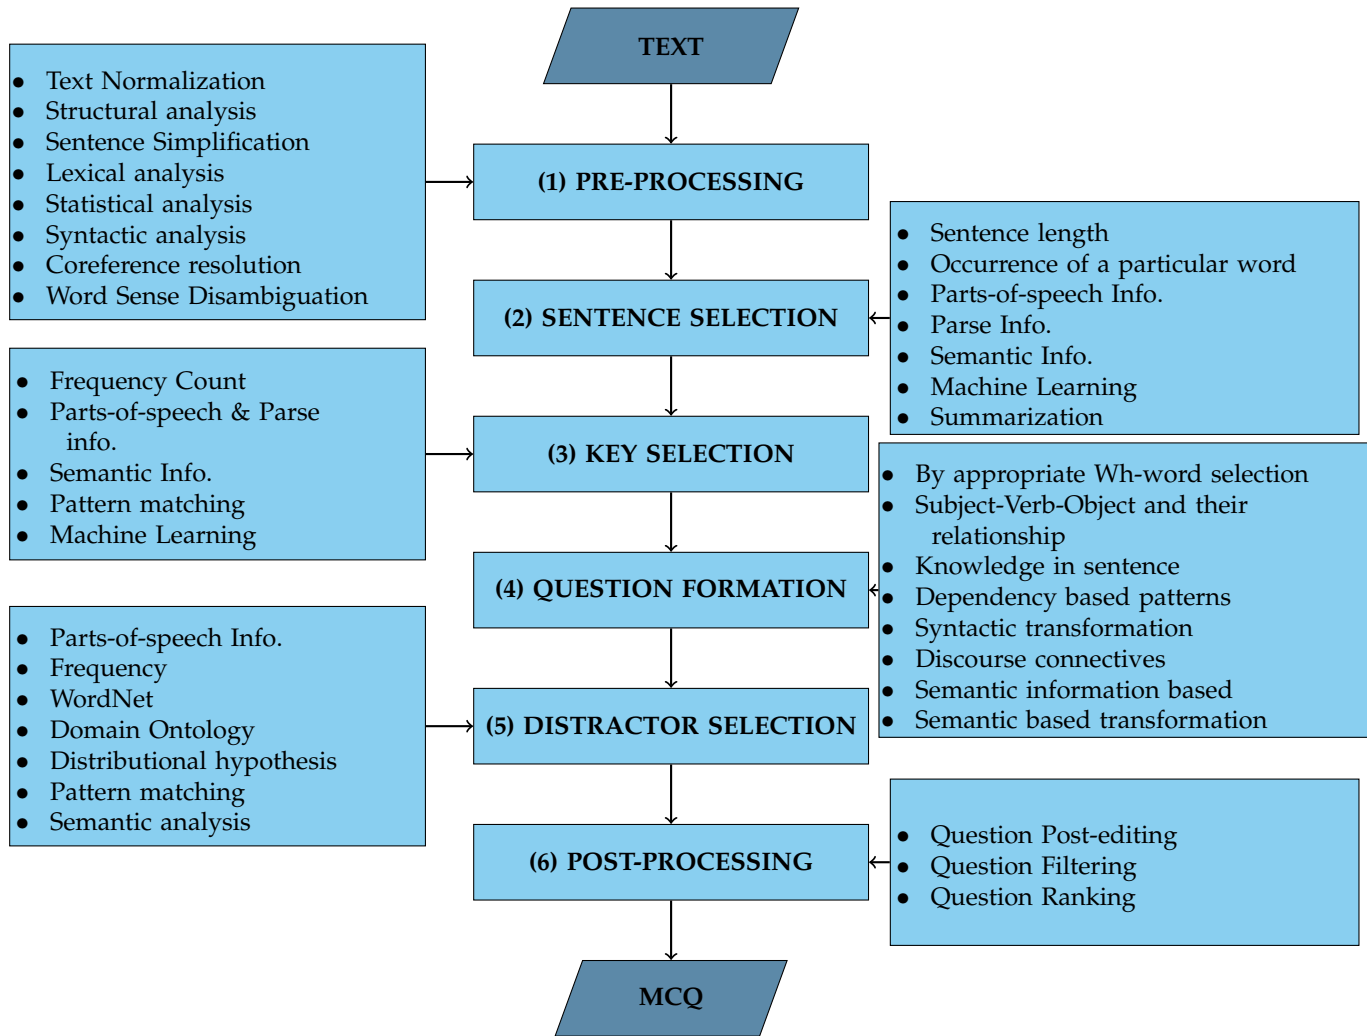 TEXT
● Text Normalization
● Structural analysis
● Sentence Simplification
● Lexical analysis
● Statistical analysis
● Syntactic analysis
● Coreference resolution
● Word Sense Disambiguation
(1) PRE-PROCESSING
● Sentence length
● Occurrence of a particular word
● Parts-of-speech Info.
● Parse Info.
● Semantic Info.
● Machine Learning
● Summarization
(2) SENTENCE SELECTION
● Frequency Count
● Parts-of-speech & Parse
info.
● Semantic Info.
● Pattern matching
● Machine Learning
(3) KEY SELECTION
● By appropriate Wh-word selection
● Subject-Verb-Object and their
relationship
● Knowledge in sentence
● Dependency based patterns
● Syntactic transformation
● Discourse connectives
● Semantic information based
● Semantic based transformation
(4) QUESTION FORMATION
● Parts-of-speech Info.
● Frequency
● WordNet
● Domain Ontology
● Distributional hypothesis
● Pattern matching
● Semantic analysis
(5) DISTRACTOR SELECTION
● Question Post-editing
● Question Filtering
● Question Ranking
(6) POST-PROCESSING
MCQ